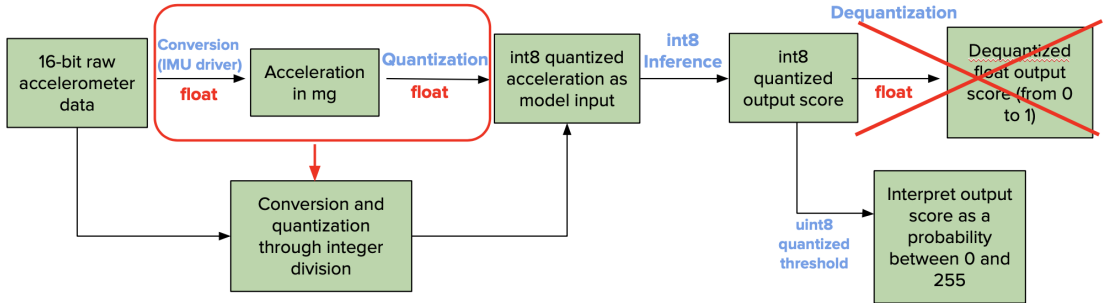 16-bit raw
accelerometer
data
Conversion
(IMU driver)
float
Acceleration
in mg
Quantization
float
int8 quantized
acceleration as
model input
int8
Inference
int8
quantized
output score
Dequantization
float
Dequantized
float output
score (from 0
to 1)
Conversion and
quantization
through integer
division
uint8
quantized
threshold
Interpret output
score as a
probability
between 0 and
255